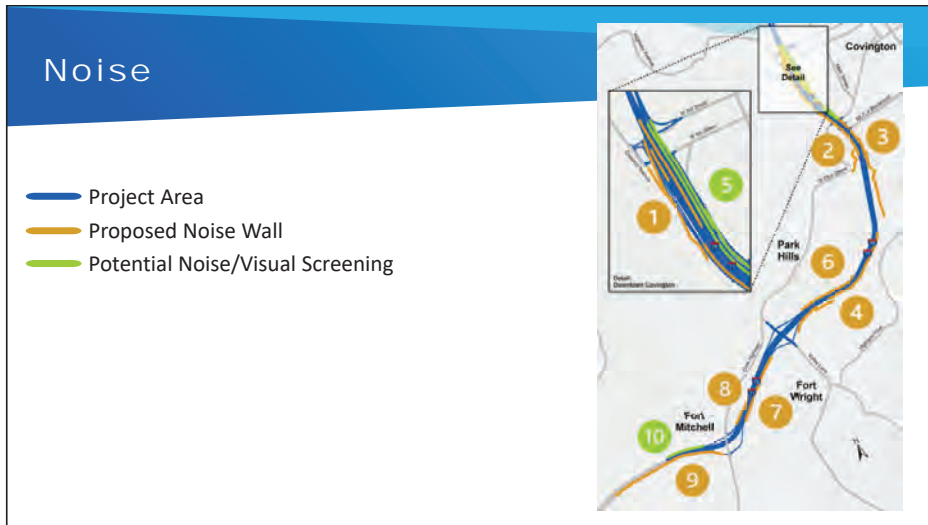 Noise
Project Area
Proposed Noise Wall
Potential Noise/Visual Screening
Covington
See
Detail
3
2
5
1
Detail:
Downtown Covington
Park
Hills
6
4
8
Fort
Wright
7
Fort
Mitchell
10
9
N